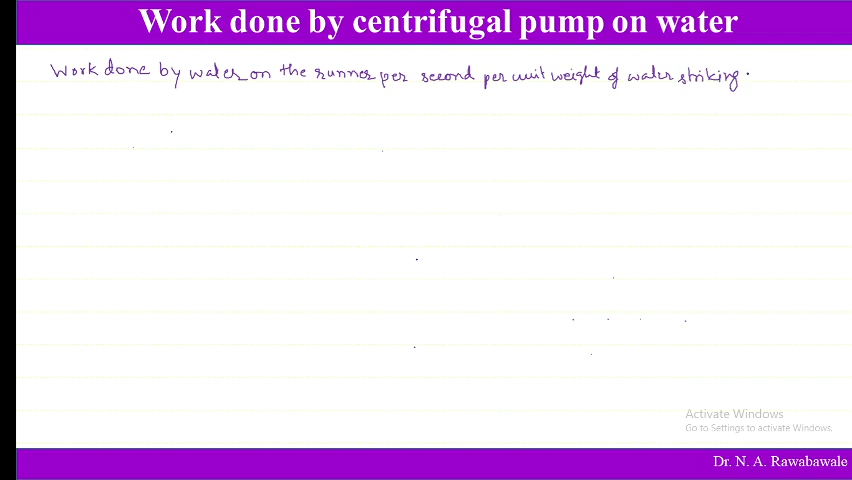 Work done by centrifugal pump on water
Work done by water on the runner per second per unit weight of water striking.
Activate Windows
Go to Settings to activate Windows.
Dr. N. A. Rawabawale